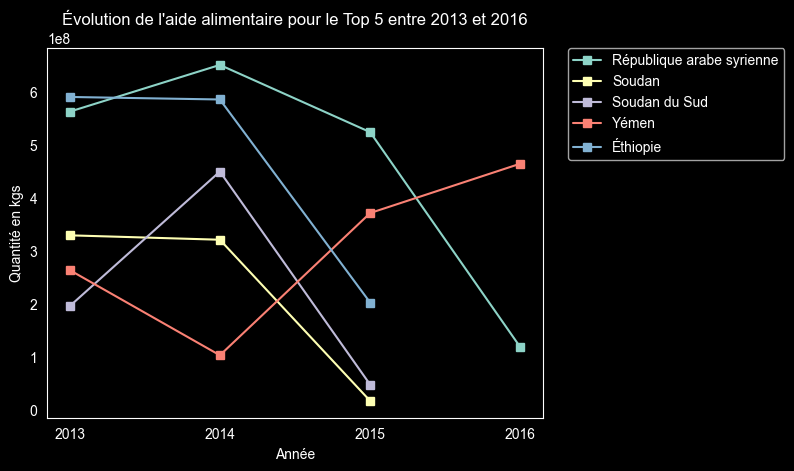 Évolution de l'aide alimentaire pour le Top 5 entre 2013 et 2016
1e8
6
5
4
3
2
1
0
Quantité en kgs
2013 2014 2015 2016
Année
République arabe syrienne
Soudan
Soudan du Sud
Yémen
Éthiopie